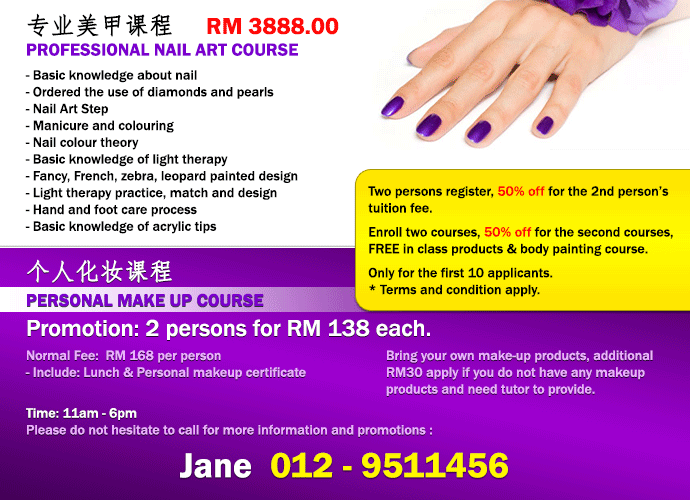 专业美甲课程 RM 3888.00
PROFESSIONAL NAIL ART COURSE
- Basic knowledge about nail
- Ordered the use of diamonds and pearls
- Nail Art Step
- Manicure and colouring
- Nail colour theory
- Basic knowledge of light therapy
- Fancy, French, zebra, leopard painted design
- Light therapy practice, match and design
- Hand and foot care process
- Basic knowledge of acrylic tips
Two persons register, 50% off for the 2nd person's
tuition fee.
Enroll two courses, 50% off for the second courses,
FREE in class products & body painting course.
Only for the first 10 applicants.
* Terms and condition apply.
个人化妆课程
PERSONAL MAKE UP COURSE
Promotion: 2 persons for RM 138 each.
Normal Fee: RM 168 per person
- Include: Lunch & Personal makeup certificate
Bring your own make-up products, additional
RM30 apply if you do not have any makeup
products and need tutor to provide.
Time: 11am - 6pm
Please do not hesitate to call for more information and promotions :
Jane 012 - 9511456